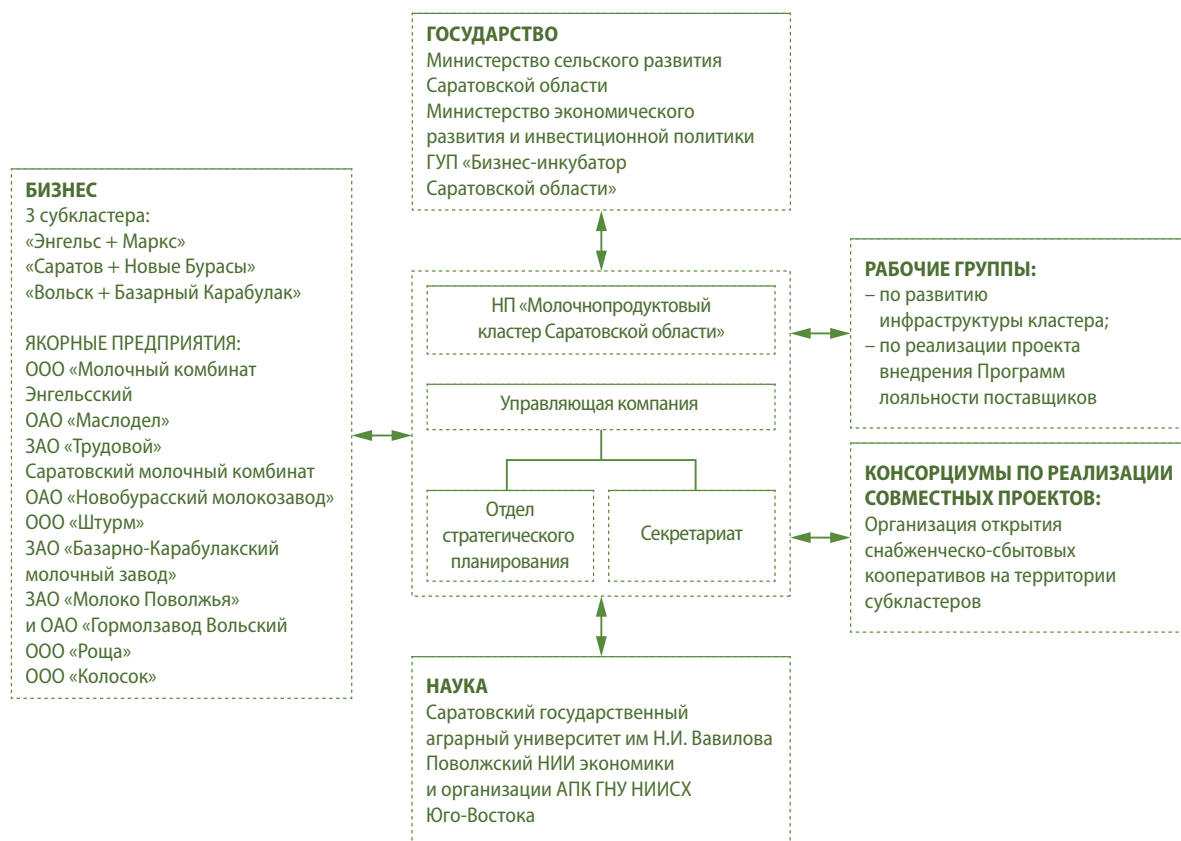 ГОСУДАРСТВО
Министерство сельского развития
Саратовской области
Министерство экономического
развития и инвестиционной политики
ГУП «Бизнес-инкубатор
Саратовской области»
БИЗНЕС
3 субкластера:
«Энгельс + Маркс»
«Саратов + Новые Бурасы»
«Вольск + Базарный Карабулак»
ЯКОРНЫЕ ПРЕДПРИЯТИЯ:
ООО «Молочный комбинат
Энгельсский
ОАО «Маслодел»
ЗАО «Трудовой»
Саратовский молочный комбинат
ОАО «Новобурасский молокозавод»
ООО «Штурм»
ЗАО «Базарно-Карабулакский
молочный завод»
ЗАО «Молоко Поволжья»
и ОАО «Гормолзавод Вольский
ООО «Роща»
ООО «Колосок»
НП «Молочнопродуктовый
кластер Саратовской области»
Управляющая компания
Отдел
стратегического
планирования
Секретариат
РАБОЧИЕ ГРУППЫ:
– по развитию
инфраструктуры кластера;
– по реализации проекта
внедрения Программ
лояльности поставщиков
КОНСОРЦИУМЫ ПО РЕАЛИЗАЦИИ
СОВМЕСТНЫХ ПРОЕКТОВ:
Организация открытия
снабженческо-сбытовых
кооперативов на территории
субкластеров
НАУКА
Саратовский государственный
аграрный университет им Н.И. Вавилова
Поволжский НИИ экономики
и организации АПК ГНУ НИИСХ
Юго-Востока